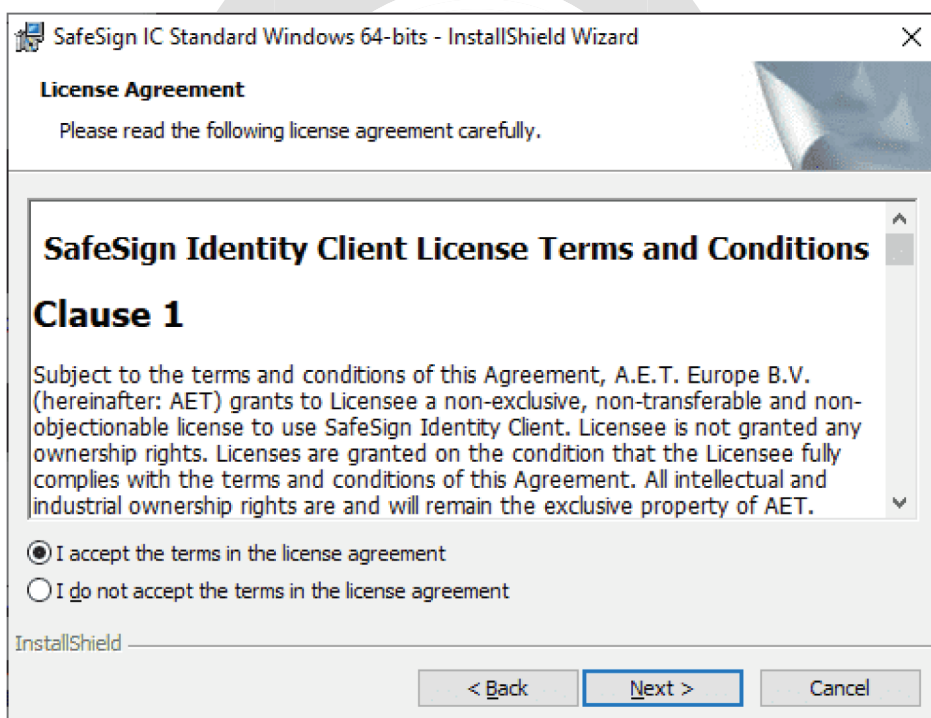 SafeSign IC Standard Windows 64-bits - InstallShield Wizard
License Agreement
Please read the following license agreement carefully.
SafeSign Identity Client License Terms and Conditions
Clause 1
Subject to the terms and conditions of this Agreement, A.E.T. Europe B.V.
(hereinafter: AET) grants to Licensee a non-exclusive, non-transferable and non-
objectionable license to use SafeSign Identity Client. Licensee is not granted any
ownership rights. Licenses are granted on the condition that the Licensee fully
complies with the terms and conditions of this Agreement. All intellectual and
industrial ownership rights are and will remain the exclusive property of AET.
I accept the terms in the license agreement
I do not accept the terms in the license agreement
InstallShield
< Back Next > Cancel